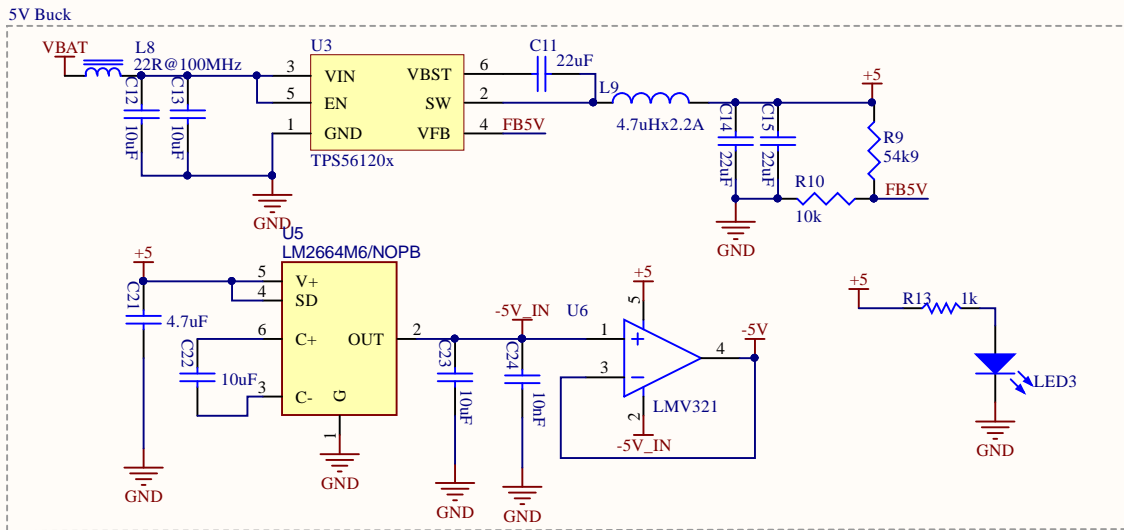 5V Buck
VBAT
L8
22R@100MHz
C12
10uF
C13
10uF
U3
3
VIN
5
EN
1
GND
VBST
6
SW
2
VFB
4
FB5V
TPS56120x
GND
C11
22uF
L9
4.7uHx2.2A
C14
22uF
C15
22uF
+5
R9
54k9
R10
10k
FB5V
GND
+5
C21
4.7uF
GND
U5
LM2664M6/NOPB
5
V+
4
SD
6
C+
3
C-
OUT
2
G
1
GND
C22
10uF
C23
10uF
GND
-5V_IN
C24
10nF
GND
U6
+5
5
1
+
3
−
4
2
LMV321
-5V_IN
-5V
+5
R13
1k
LED3
GND